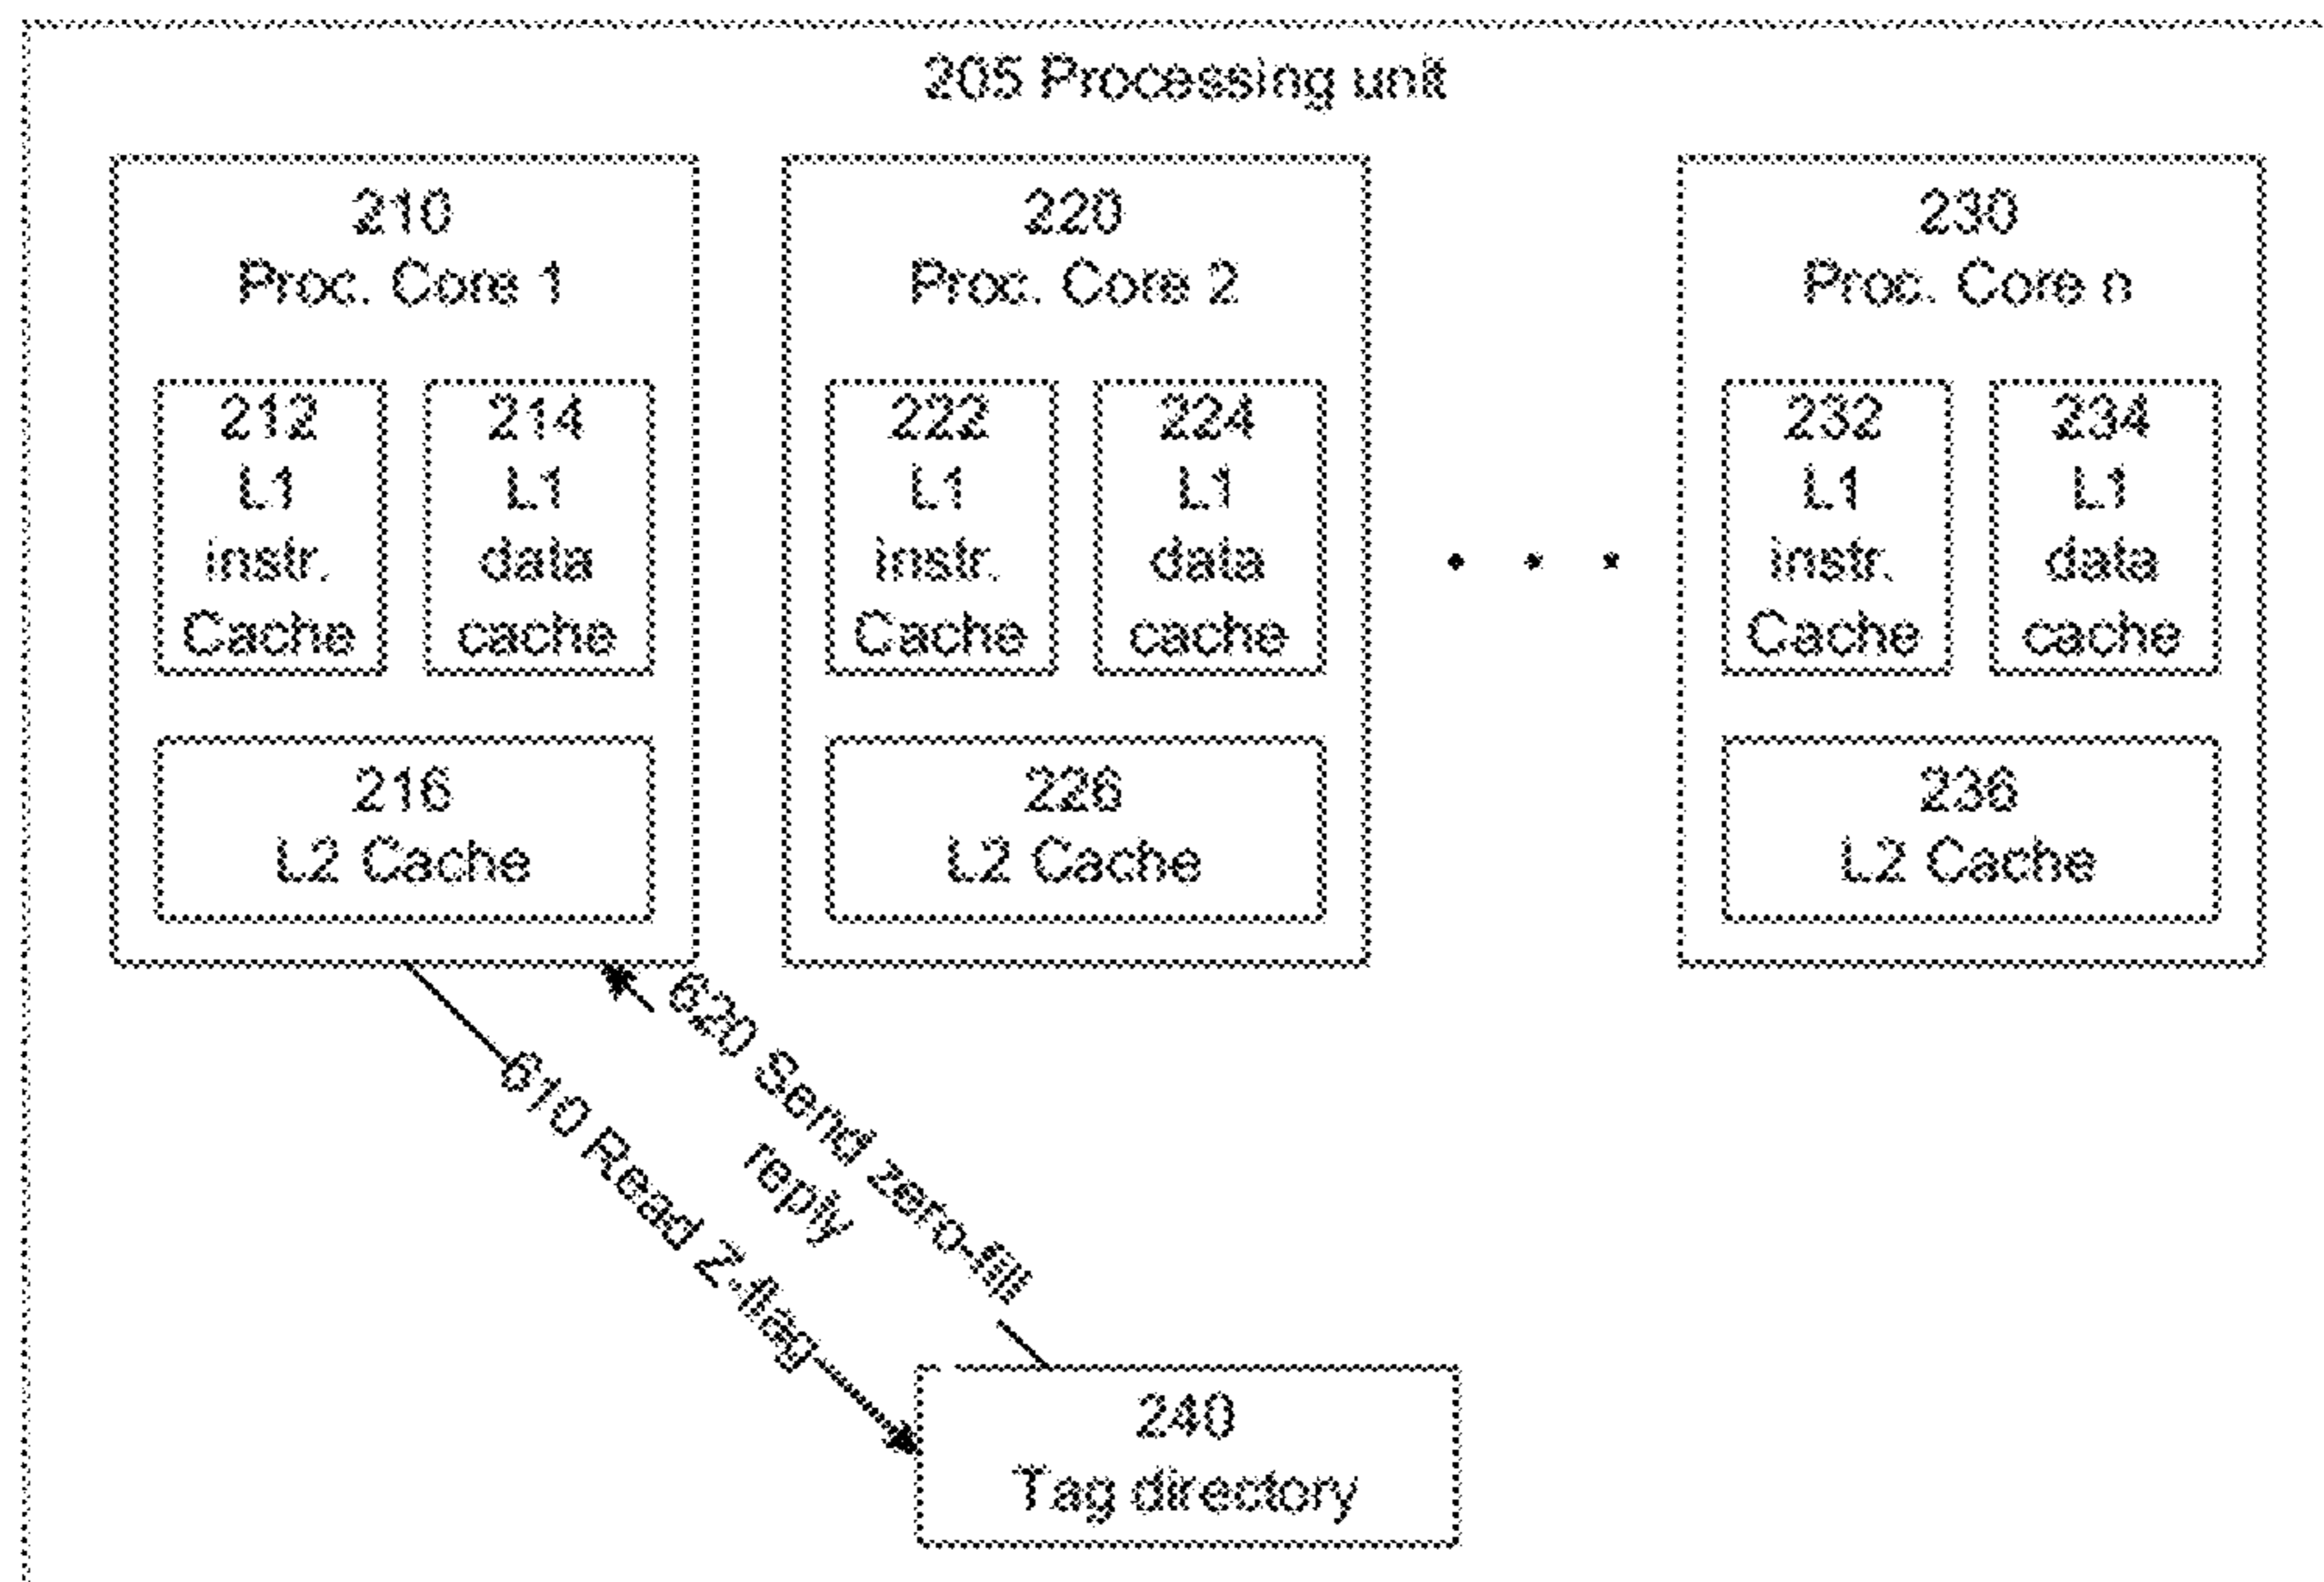 205 Processing unit
210
Proc. Core 1
212
L1
instr.
Cache
214
L1
data
cache
216
L2 Cache
220
Proc. Core 2
222
L1
instr.
Cache
224
L1
data
cache
226
L2 Cache
230
Proc. Core n
232
L1
instr.
Cache
234
L1
data
cache
236
L2 Cache
620 Send zero-fill
reply
610 Read Z-flag
240
Tag directory